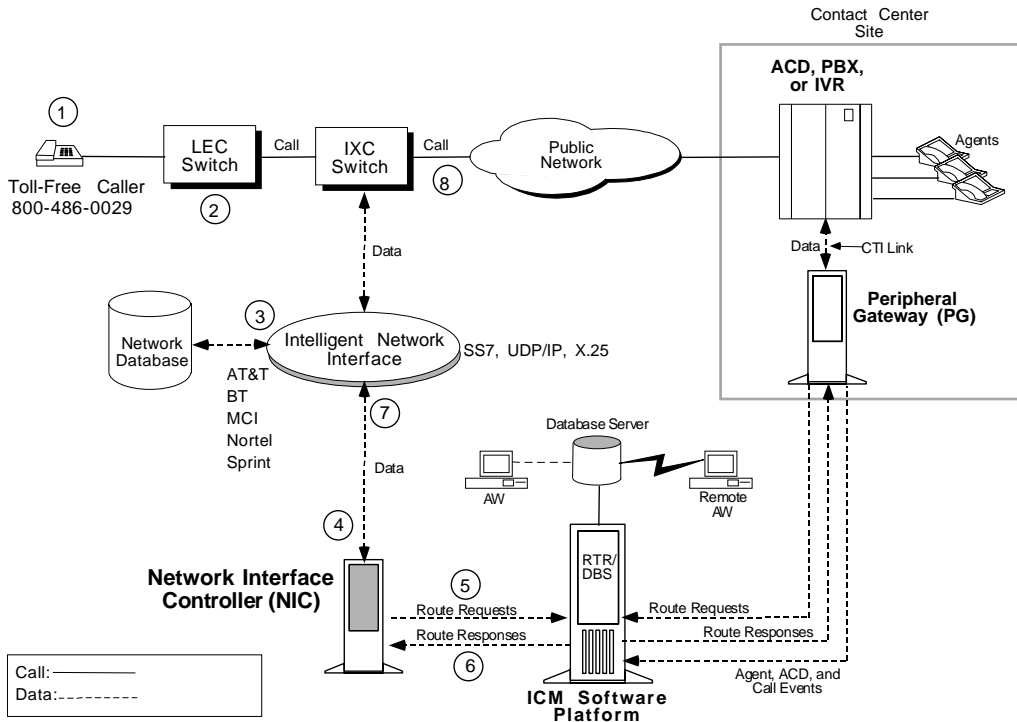 Contact Center
Site
ACD, PBX,
or IVR
1
LEC
Switch
Call
IXC
Switch
Call
Public
Network
Agents
Toll-Free Caller
800-486-0029
2
8
Data
Data
CTI Link
Peripheral
Gateway (PG)
3
Network
Database
Intelligent Network
Interface
SS7, UDP/IP, X.25
AT&T
BT
MCI
Nortel
Sprint
7
Data
Database Server
AW
Remote
AW
4
Network Interface
Controller (NIC)
5
Route Requests
Route Responses
6
RTR/
DBS
Route Requests
Route Responses
Agent, ACD, and
Call Events
ICM Software
Platform
Call:
Data: